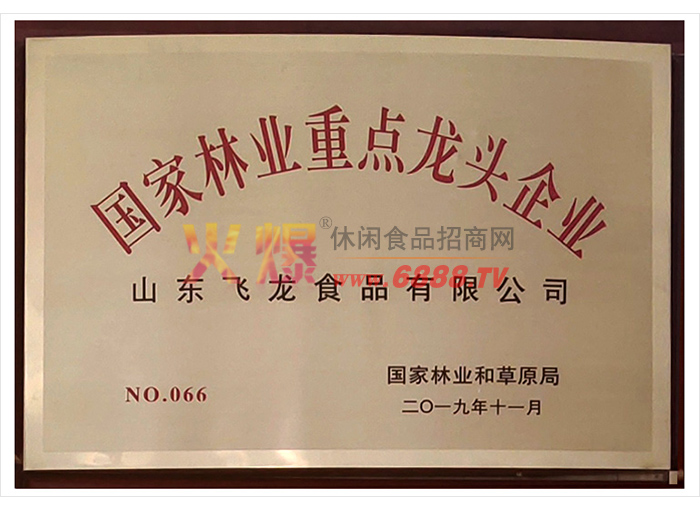 国家林业重点龙头企业
火爆®休闲食品招商网
www.6888.TV
山东飞龙食品有限公司
NO.066
国家林业和草原局
二〇一九年十一月